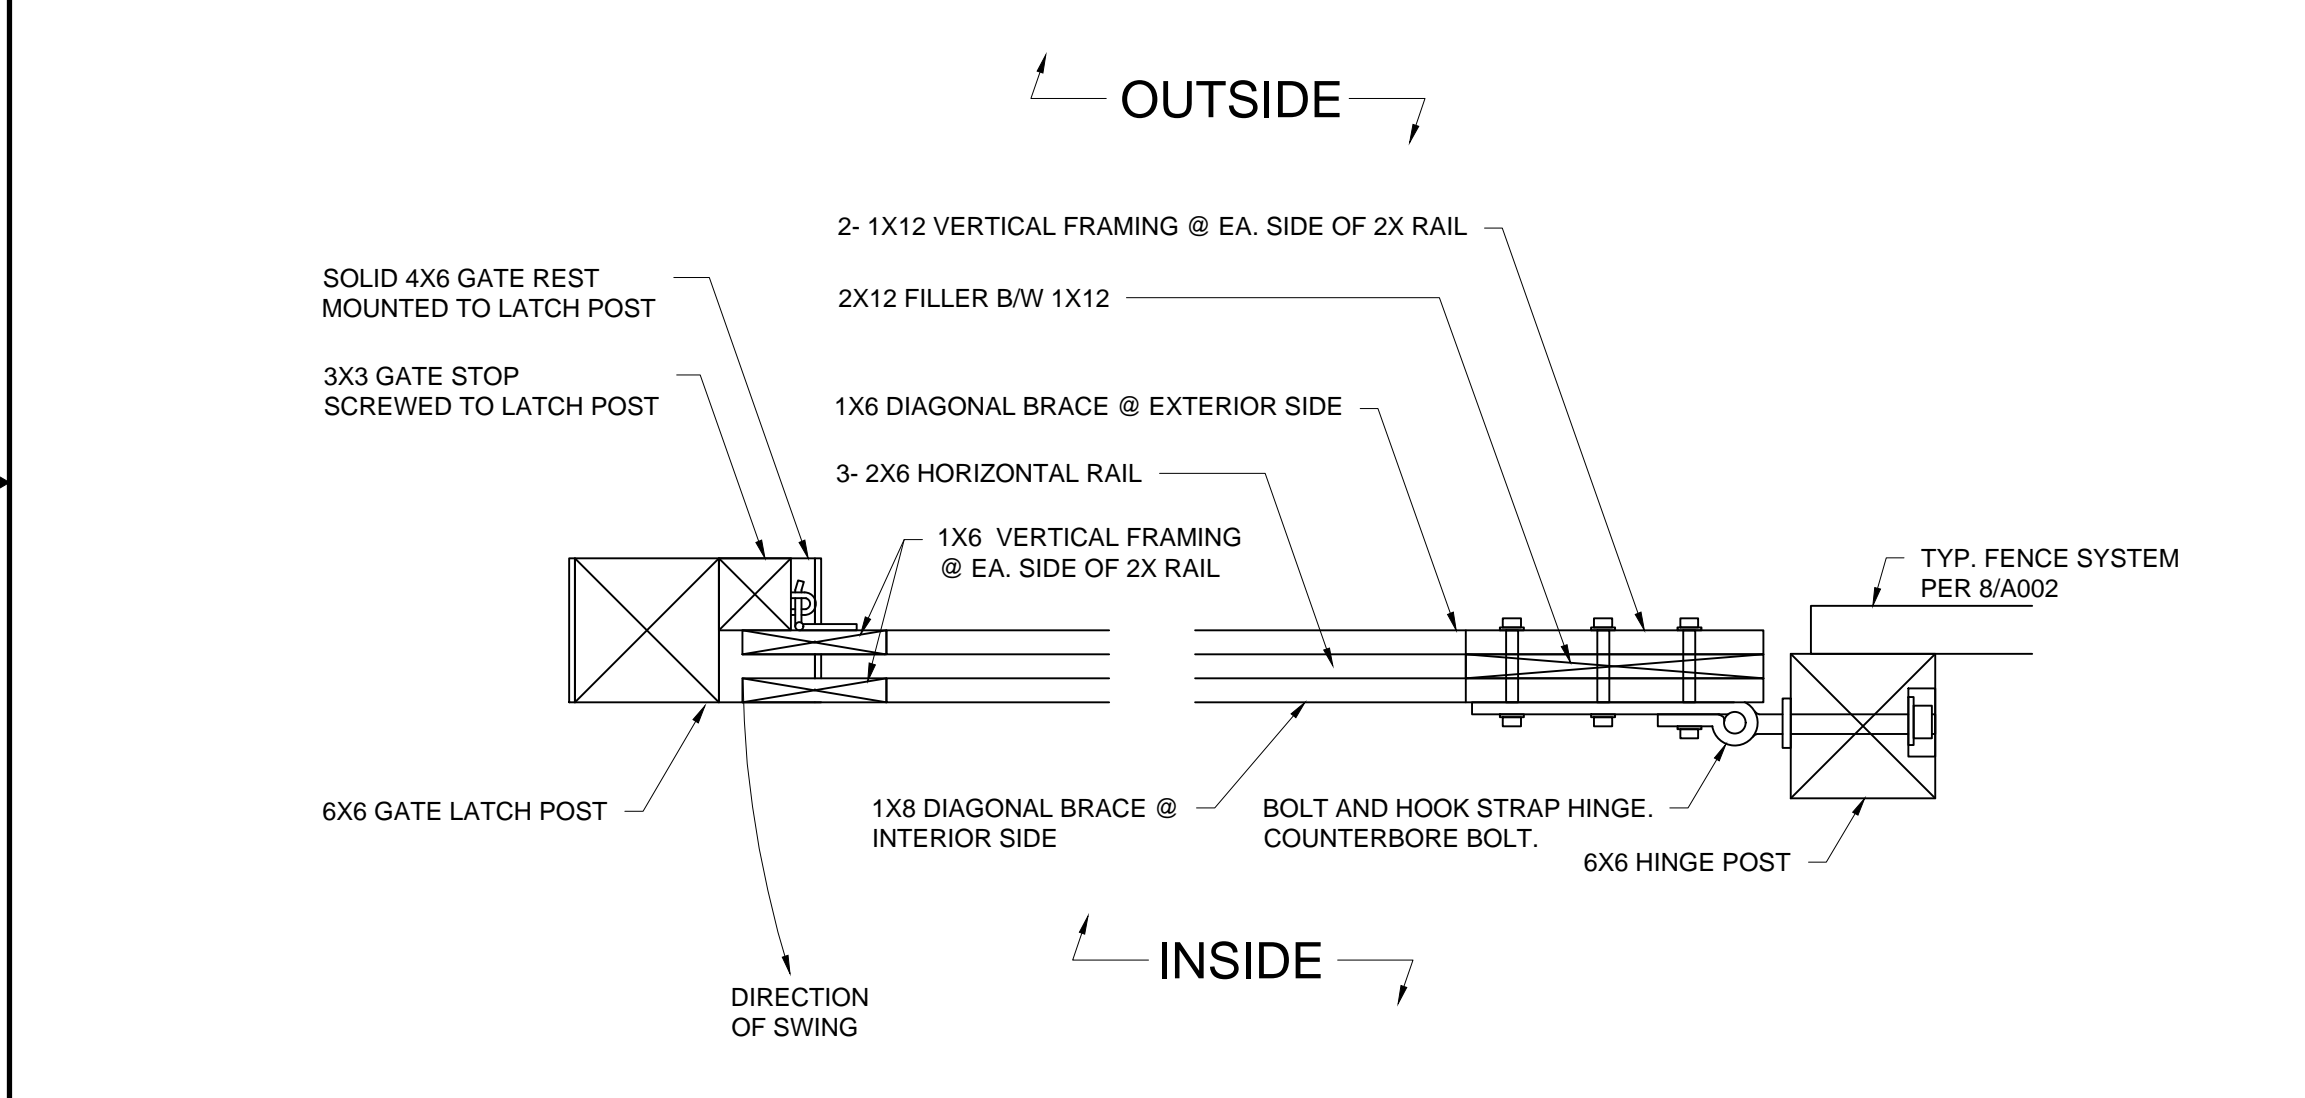 OUTSIDE
2- 1X12 VERTICAL FRAMING @ EA. SIDE OF 2X RAIL
SOLID 4X6 GATE REST
MOUNTED TO LATCH POST
2X12 FILLER B/W 1X12
3X3 GATE STOP
SCREWED TO LATCH POST
1X6 DIAGONAL BRACE @ EXTERIOR SIDE
3- 2X6 HORIZONTAL RAIL
1X6 VERTICAL FRAMING
@ EA. SIDE OF 2X RAIL
TYP. FENCE SYSTEM
PER 8/A002
6X6 GATE LATCH POST
1X8 DIAGONAL BRACE @
INTERIOR SIDE
BOLT AND HOOK STRAP HINGE.
COUNTERBORE BOLT.
6X6 HINGE POST
INSIDE
DIRECTION
OF SWING